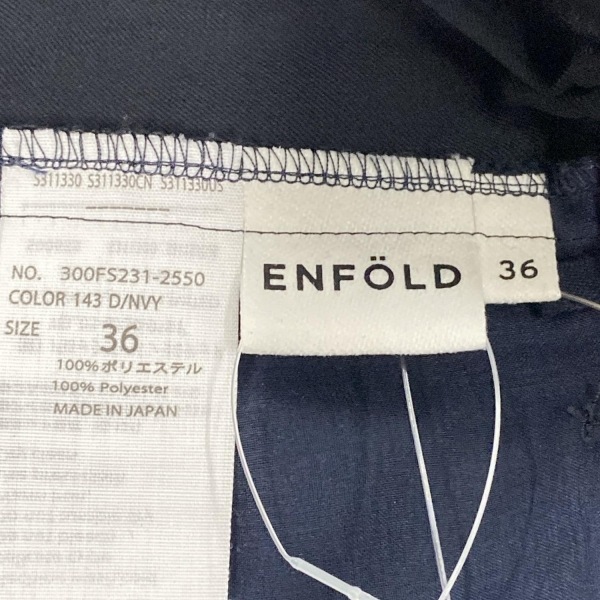 S311330 S311330CN S311330US
NO. 300FS231-2550
COLOR 143 D/NVY
SIZE 36
100%ポリエステル
100% Polyester
MADE IN JAPAN
ENFÖLD
36